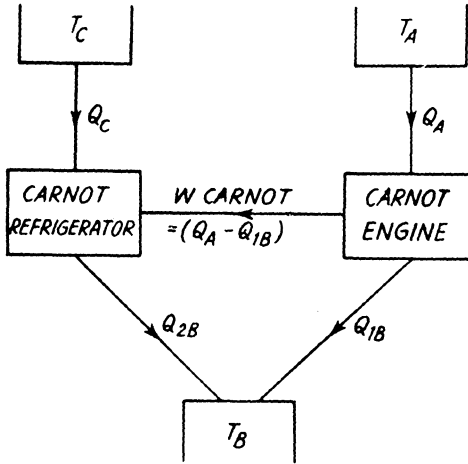 T_C
T_A
Q_C
Q_A
CARNOT
REFRIGERATOR
W CARNOT
=(Q_A - Q_1B)
CARNOT
ENGINE
Q_2B
Q_1B
T_B